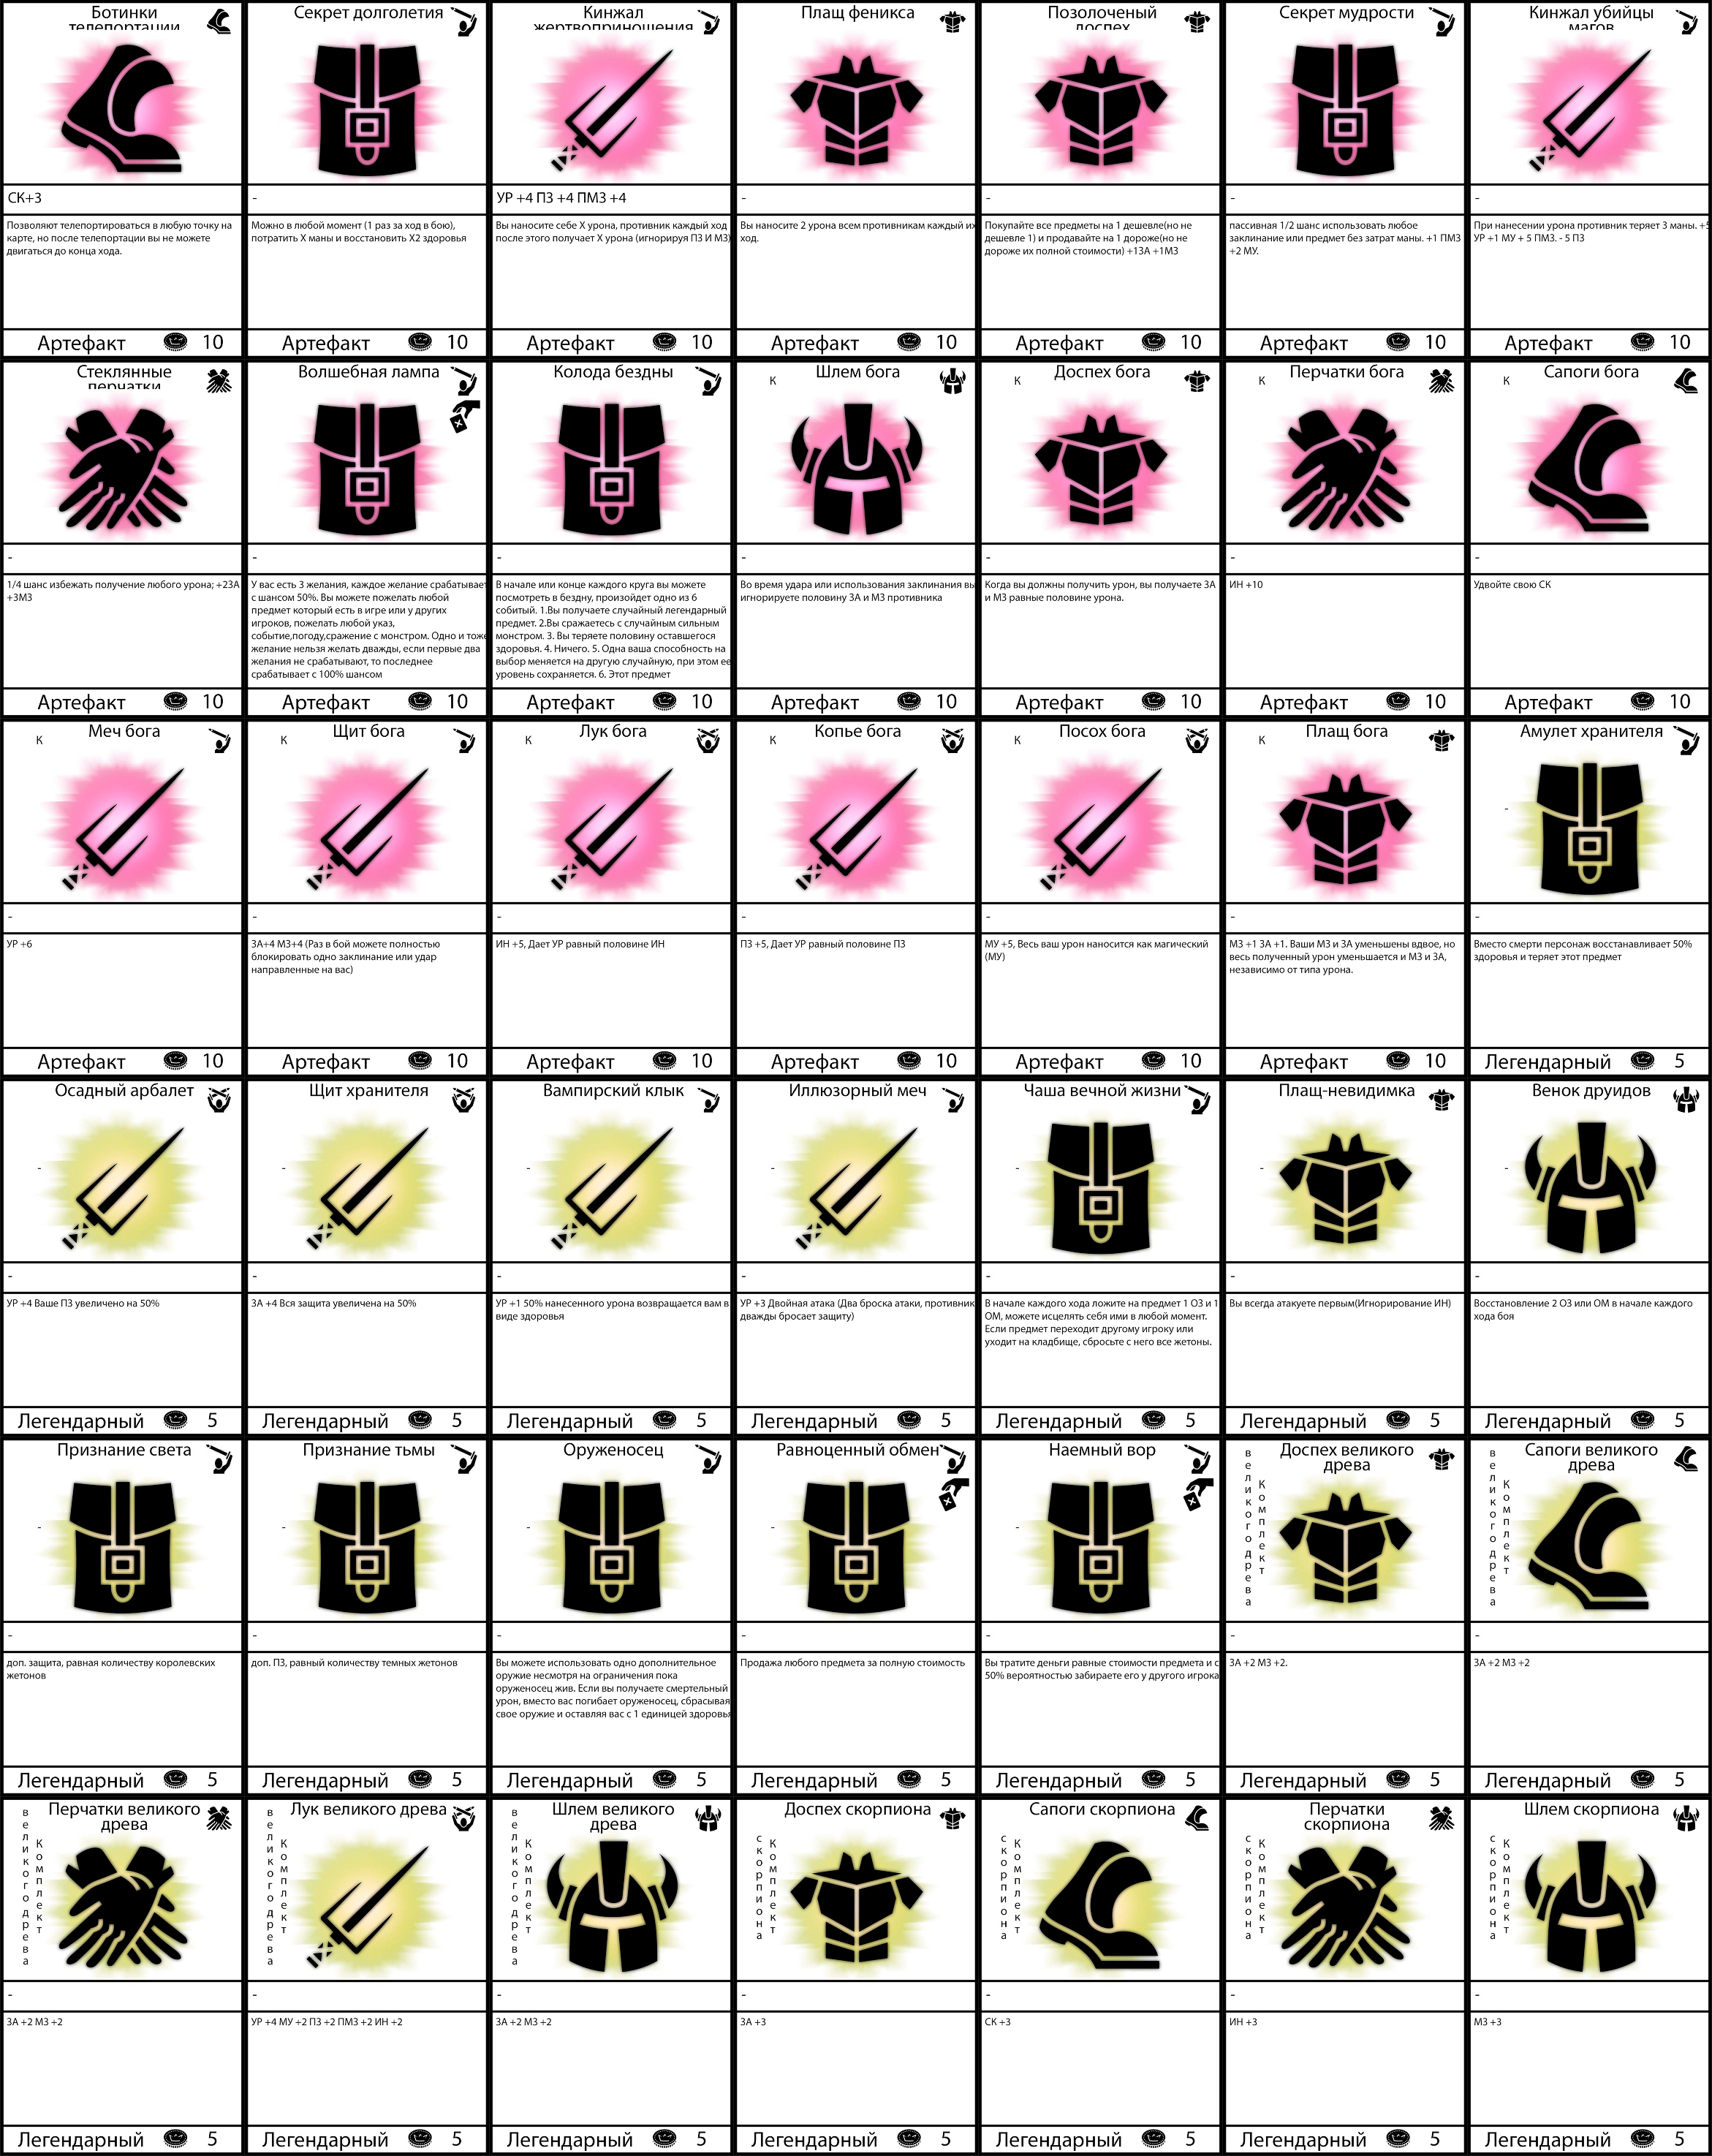 Ботинки
телепортации
СК+3
Позволяют телепортироваться в любую точку на
карте, но после телепортации вы не можете
двигаться до конца хода.
Артефакт 10
Секрет долголетия
-
Можно в любой момент (1 раз за ход в бою),
потратить X маны и восстановить X2 здоровья
Артефакт 10
Кинжал
жертвоприношения
УР +4 ПЗ +4 ПМЗ +4
Вы наносите себе X урона, противник каждый ход
после этого получает X урона (игнорируя ПЗ И МЗ)
Артефакт 10
Плащ феникса
-
Вы наносите 2 урона всем противникам каждый их
ход.
Артефакт 10
Позолоченый
доспех
-
Покупайте все предметы на 1 дешевле(но не
дешевле 1) и продавайте на 1 дороже(но не
дороже их полной стоимости) +1ЗА +1МЗ
Артефакт 10
Секрет мудрости
-
пассивная 1/2 шанс использовать любое
заклинание или предмет без затрат маны. +1 ПМЗ
+2 МУ.
Артефакт 10
Кинжал убийцы
магов
-
При нанесении урона противник теряет 3 маны. +5
УР +1 МУ + 5 ПМЗ. - 5 ПЗ
Артефакт 10
Стеклянные
перчатки
-
1/4 шанс избежать получение любого урона; +2ЗА
+3МЗ
Артефакт 10
Волшебная лампа
-
У вас есть 3 желания, каждое желание срабатывает
с шансом 50%. Вы можете пожелать любой
предмет который есть в игре или у других
игроков, пожелать любой указ,
событие,погоду,сражение с монстром. Одно и тоже
желание нельзя желать дважды, если первые два
желания не срабатывают, то последнее
срабатывает с 100% шансом
Артефакт 10
Колода бездны
-
В начале или конце каждого круга вы можете
посмотреть в бездну, произойдет одно из 6
событий. 1.Вы получаете случайный легендарный
предмет. 2.Вы сражаетесь с случайным сильным
монстром. 3. Вы теряете половину оставшегося
здоровья. 4. Ничего. 5. Одна ваша способность на
выбор меняется на другую случайную, при этом ее
уровень сохраняется. 6. Этот предмет
Артефакт 10
К
Шлем бога
-
Во время удара или использования заклинания вы
игнорируете половину ЗА и МЗ противника
Артефакт 10
К
Доспех бога
-
Когда вы должны получить урон, вы получаете ЗА
и МЗ равные половине урона.
Артефакт 10
К
Перчатки бога
-
ИН +10
Артефакт 10
К
Сапоги бога
-
Удвойте свою СК
Артефакт 10
К
Меч бога
-
УР +6
Артефакт 10
К
Щит бога
-
ЗА+4 МЗ+4 (Раз в бой можете полностью
блокировать одно заклинание или удар
направленные на вас)
Артефакт 10
К
Лук бога
-
ИН +5, Дает УР равный половине ИН
Артефакт 10
К
Копье бога
-
ПЗ +5, Дает УР равный половине ПЗ
Артефакт 10
К
Посох бога
-
МУ +5, Весь ваш урон наносится как магический
(МУ)
Артефакт 10
К
Плащ бога
-
МЗ +1 ЗА +1. Ваши МЗ и ЗА уменьшены вдвое, но
весь полученный урон уменьшается и МЗ и ЗА,
независимо от типа урона.
Артефакт 10
Амулет хранителя
-
-
Вместо смерти персонаж восстанавливает 50%
здоровья и теряет этот предмет
Легендарный 5
Осадный арбалет
-
-
УР +4 Ваше ПЗ увеличено на 50%
Легендарный 5
Щит хранителя
-
-
ЗА +4 Вся защита увеличена на 50%
Легендарный 5
Вампирский клык
-
-
УР +1 50% нанесенного урона возвращается вам в
виде здоровья
Легендарный 5
Иллюзорный меч
-
-
УР +3 Двойная атака (Два броска атаки, противник
дважды бросает защиту)
Легендарный 5
Чаша вечной жизни
-
-
В начале каждого хода ложите на предмет 1 ОЗ и 1
ОМ, можете исцелять себя ими в любой момент.
Если предмет переходит другому игроку или
уходит на кладбище, сбросьте с него все жетоны.
Легендарный 5
Плащ-невидимка
-
-
Вы всегда атакуете первым(Игнорирование ИН)
Легендарный 5
Венок друидов
-
-
Восстановление 2 ОЗ или ОМ в начале каждого
хода боя
Легендарный 5
Признание света
-
-
доп. защита, равная количеству королевских
жетонов
Легендарный 5
Признание тьмы
-
-
доп. ПЗ, равный количеству темных жетонов
Легендарный 5
Оруженосец
-
-
Вы можете использовать одно дополнительное
оружие несмотря на ограничения пока
оруженосец жив. Если вы получаете смертельный
урон, вместо вас погибает оруженосец, сбрасывая
свое оружие и оставляя вас с 1 единицей здоровья
Легендарный 5
Равноценный обмен
-
-
Продажа любого предмета за полную стоимость
Легендарный 5
Наемный вор
-
-
Вы тратите деньги равные стоимости предмета и с
50% вероятностью забираете его у другого игрока
Легендарный 5
Доспех великого
древа
Комплект
великого древа
-
ЗА +2 МЗ +2.
Легендарный 5
Сапоги великого
древа
Комплект
великого древа
-
ЗА +2 МЗ +2
Легендарный 5
Перчатки великого
древа
Комплект
великого древа
-
ЗА +2 МЗ +2
Легендарный 5
Лук великого древа
Комплект
великого древа
-
УР +4 МУ +2 ПЗ +2 ПМЗ +2 ИН +2
Легендарный 5
Шлем великого
древа
Комплект
великого древа
-
ЗА +2 МЗ +2
Легендарный 5
Доспех скорпиона
Комплект
скорпиона
-
ЗА +3
Легендарный 5
Сапоги скорпиона
Комплект
скорпиона
-
СК +3
Легендарный 5
Перчатки
скорпиона
Комплект
скорпиона
-
ИН +3
Легендарный 5
Шлем скорпиона
Комплект
скорпиона
-
МЗ +3
Легендарный 5